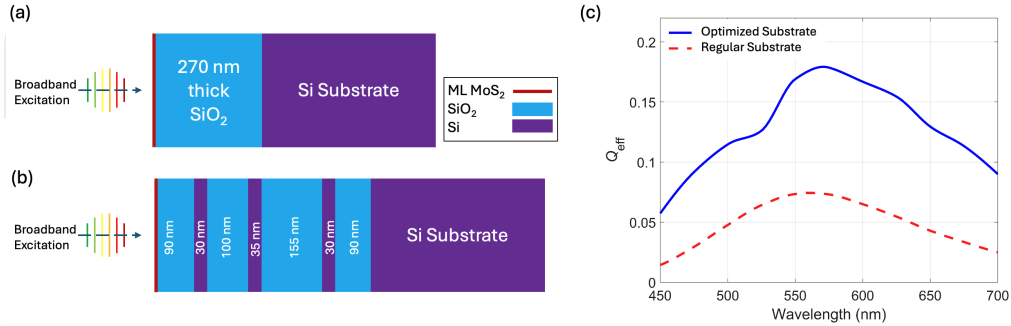 (a)
Broadband
Excitation
270 nm
thick
SiO₂
Si Substrate
ML MoS₂
SiO₂
Si
(b)
Broadband
Excitation
90 nm
30 nm
100 nm
35 nm
155 nm
30 nm
90 nm
Si Substrate
(c)
Optimized Substrate
Regular Substrate
Q_eff
0.2
0.15
0.1
0.05
0
450
500
550
600
650
700
Wavelength (nm)